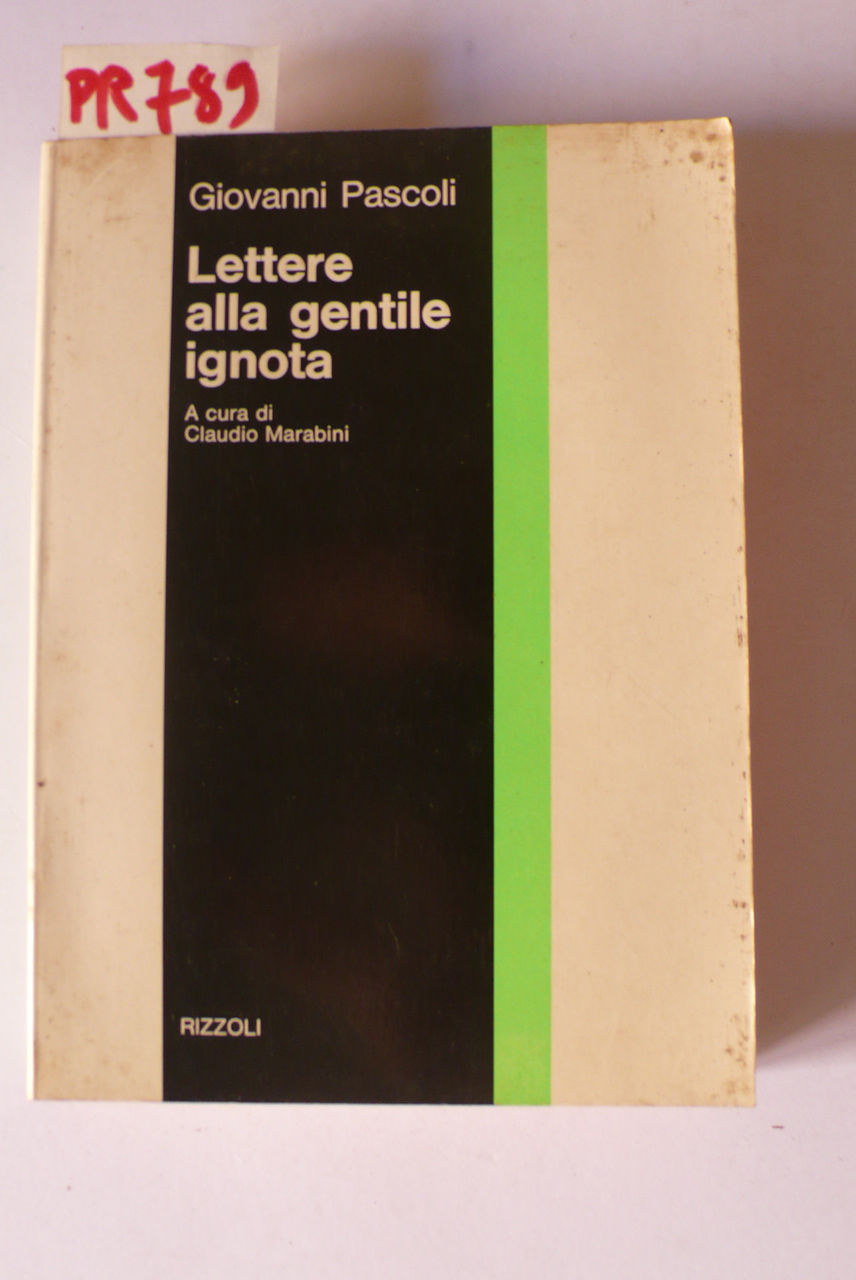 PR789
Giovanni Pascoli
Lettere
alla gentile
ignota
A cura di
Claudio Marabini
RIZZOLI